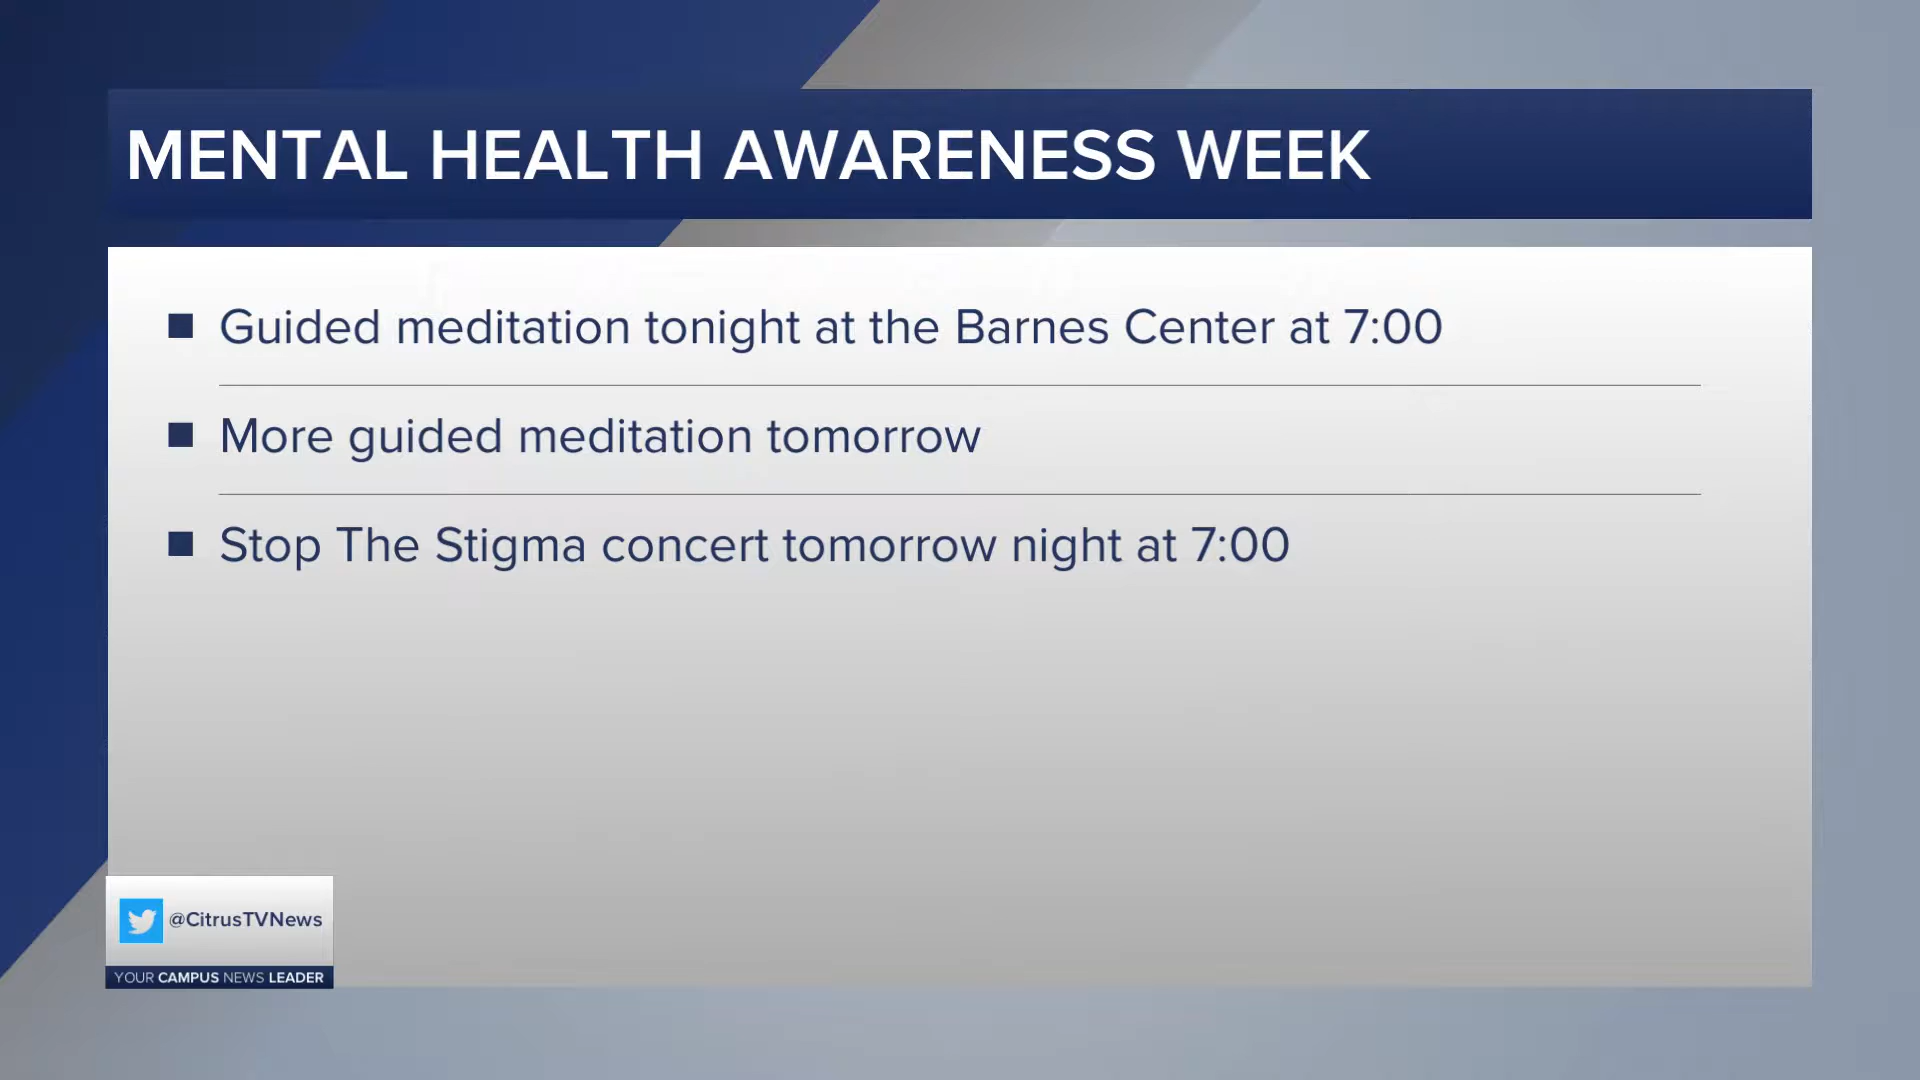 MENTAL HEALTH AWARENESS WEEK
Guided meditation tonight at the Barnes Center at 7:00
More guided meditation tomorrow
Stop The Stigma concert tomorrow night at 7:00
@CitrusTVNews
YOUR CAMPUS NEWS LEADER